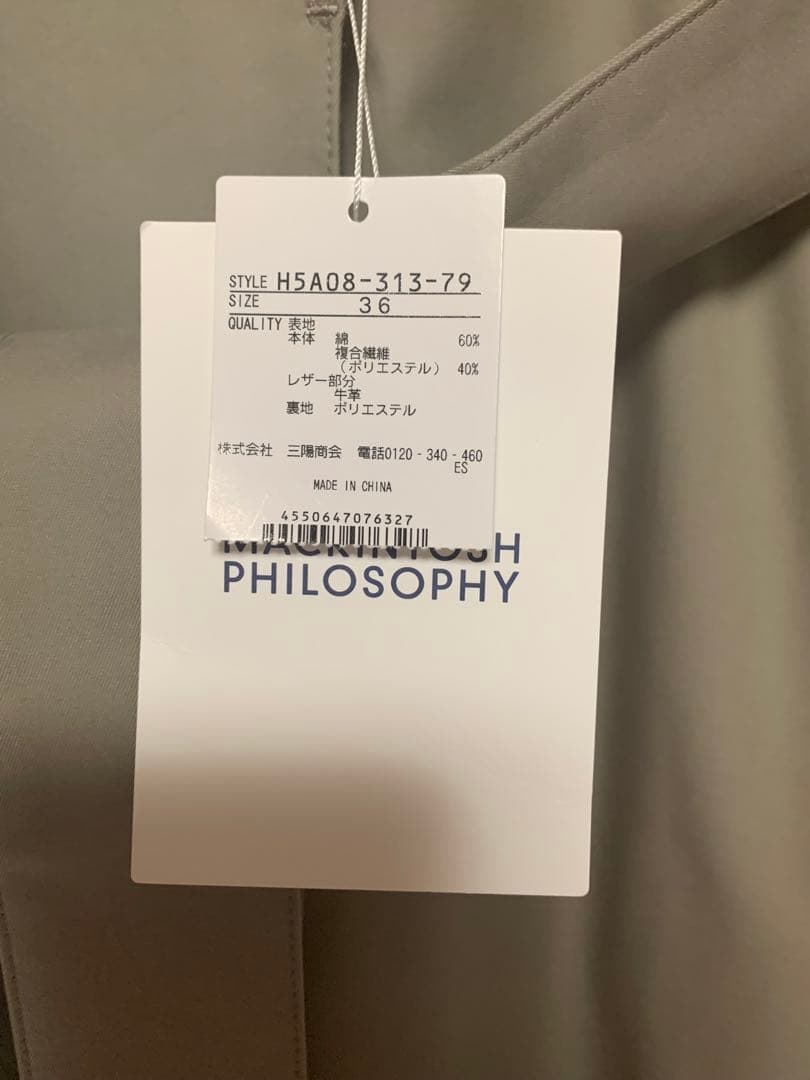 STYLE H5A08-313-79
SIZE 36
QUALITY 表地
本体 綿 60%
複合繊維
（ポリエステル） 40%
レザー部分
牛革
裏地 ポリエステル
株式会社 三陽商会 電話0120-340-460
ES
MADE IN CHINA
4550647076327
MACKINTOSH
PHILOSOPHY